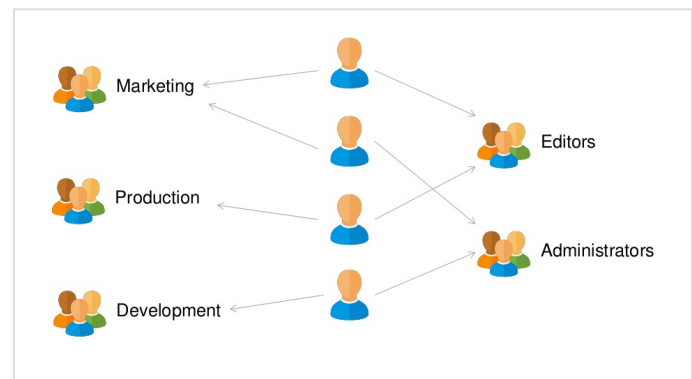 Marketing
Production
Development
Editors
Administrators